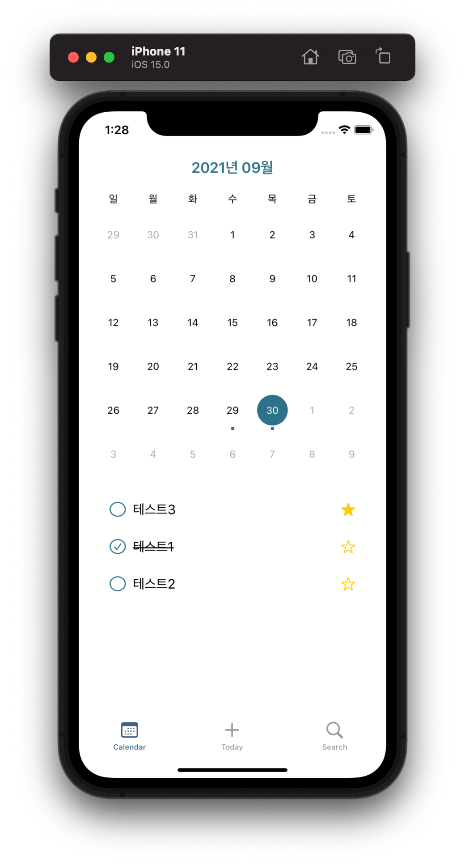 iPhone 11
iOS 15.0
1:28
2021년 09월
일 월 화 수 목 금 토
29 30 31 1 2 3 4
5 6 7 8 9 10 11
12 13 14 15 16 17 18
19 20 21 22 23 24 25
26 27 28 29 30 1 2
3 4 5 6 7 8 9
테스트3
테스트1
테스트2
Calendar Today Search